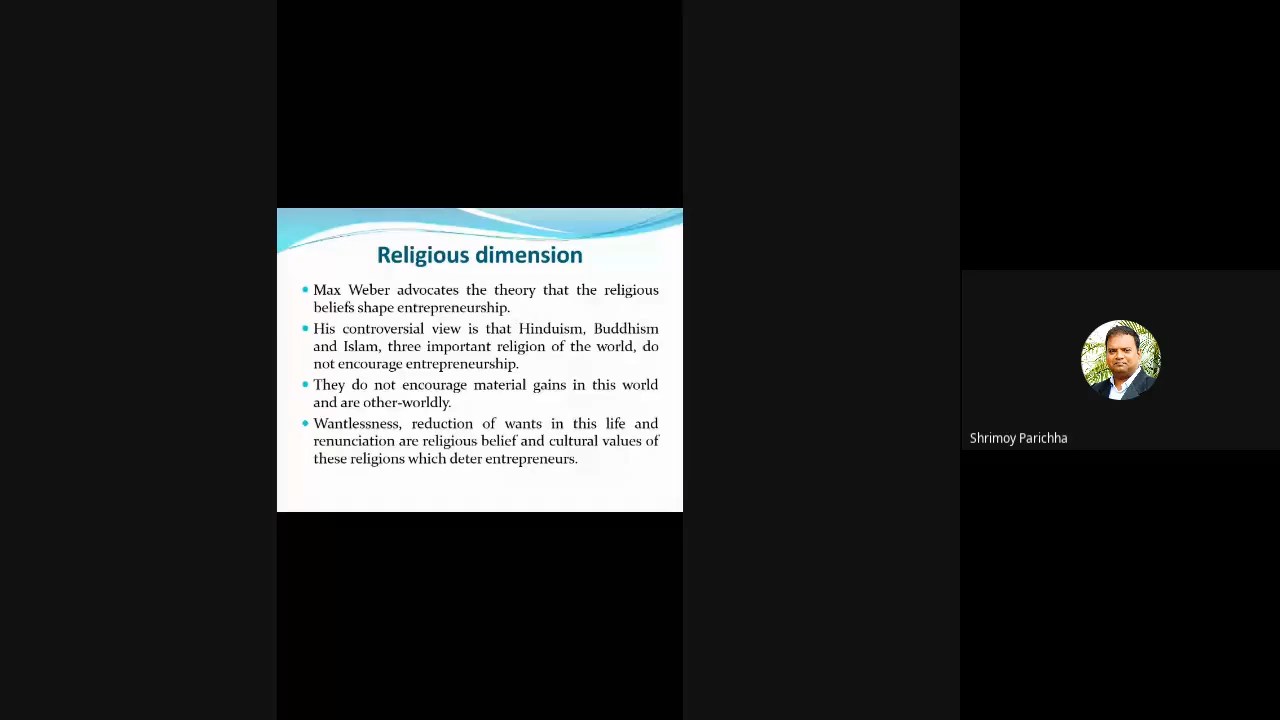 Religious dimension
• Max Weber advocates the theory that the religious
beliefs shape entrepreneurship.
• His controversial view is that Hinduism, Buddhism
and Islam, three important religion of the world, do
not encourage entrepreneurship.
• They do not encourage material gains in this world
and are other-worldly.
• Wantlessness, reduction of wants in this life and
renunciation are religious belief and cultural values of
these religions which deter entrepreneurs.
Shrimoy Parichha